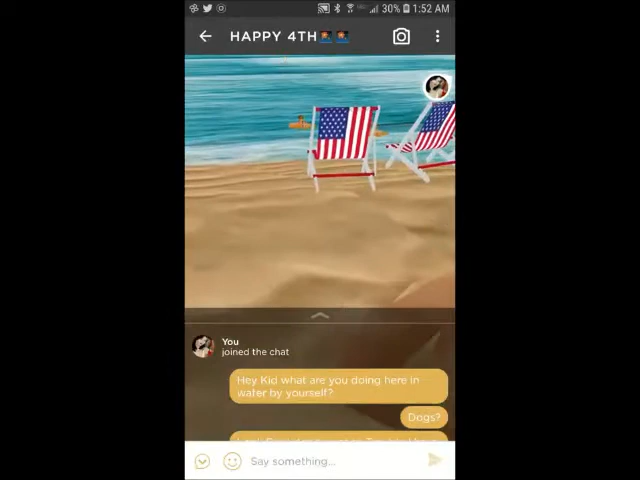 30% 1:52 AM
HAPPY 4TH
You
joined the chat
Hey Kid what are you doing here in
water by yourself?
Dogs?
Say something...